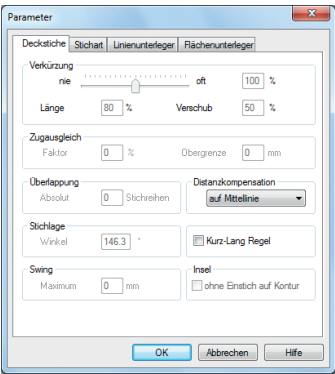 Parameter
Deckstiche Stichart Linienunterleger Flächenunterleger
Verkürzung
nie oft 100 %
Länge 80 % Verschub 50 %
Zugausgleich
Faktor 0 % Obergrenze 0 mm
Überlappung
Absolut 0 Stichreihen
Distanzkompensation
auf Mittellinie
Stichlage
Winkel 146.3 °
Kurz-Lang Regel
Swing
Maximum 0 mm
Insel
ohne Einstich auf Kontur
OK Abbrechen Hilfe